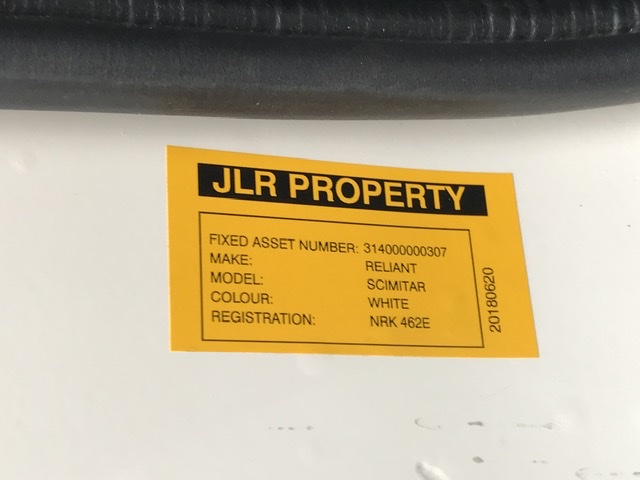 JLR PROPERTY
FIXED ASSET NUMBER: 314000000307
MAKE: RELIANT
MODEL: SCIMITAR
COLOUR: WHITE
REGISTRATION: NRK 462E
20180620